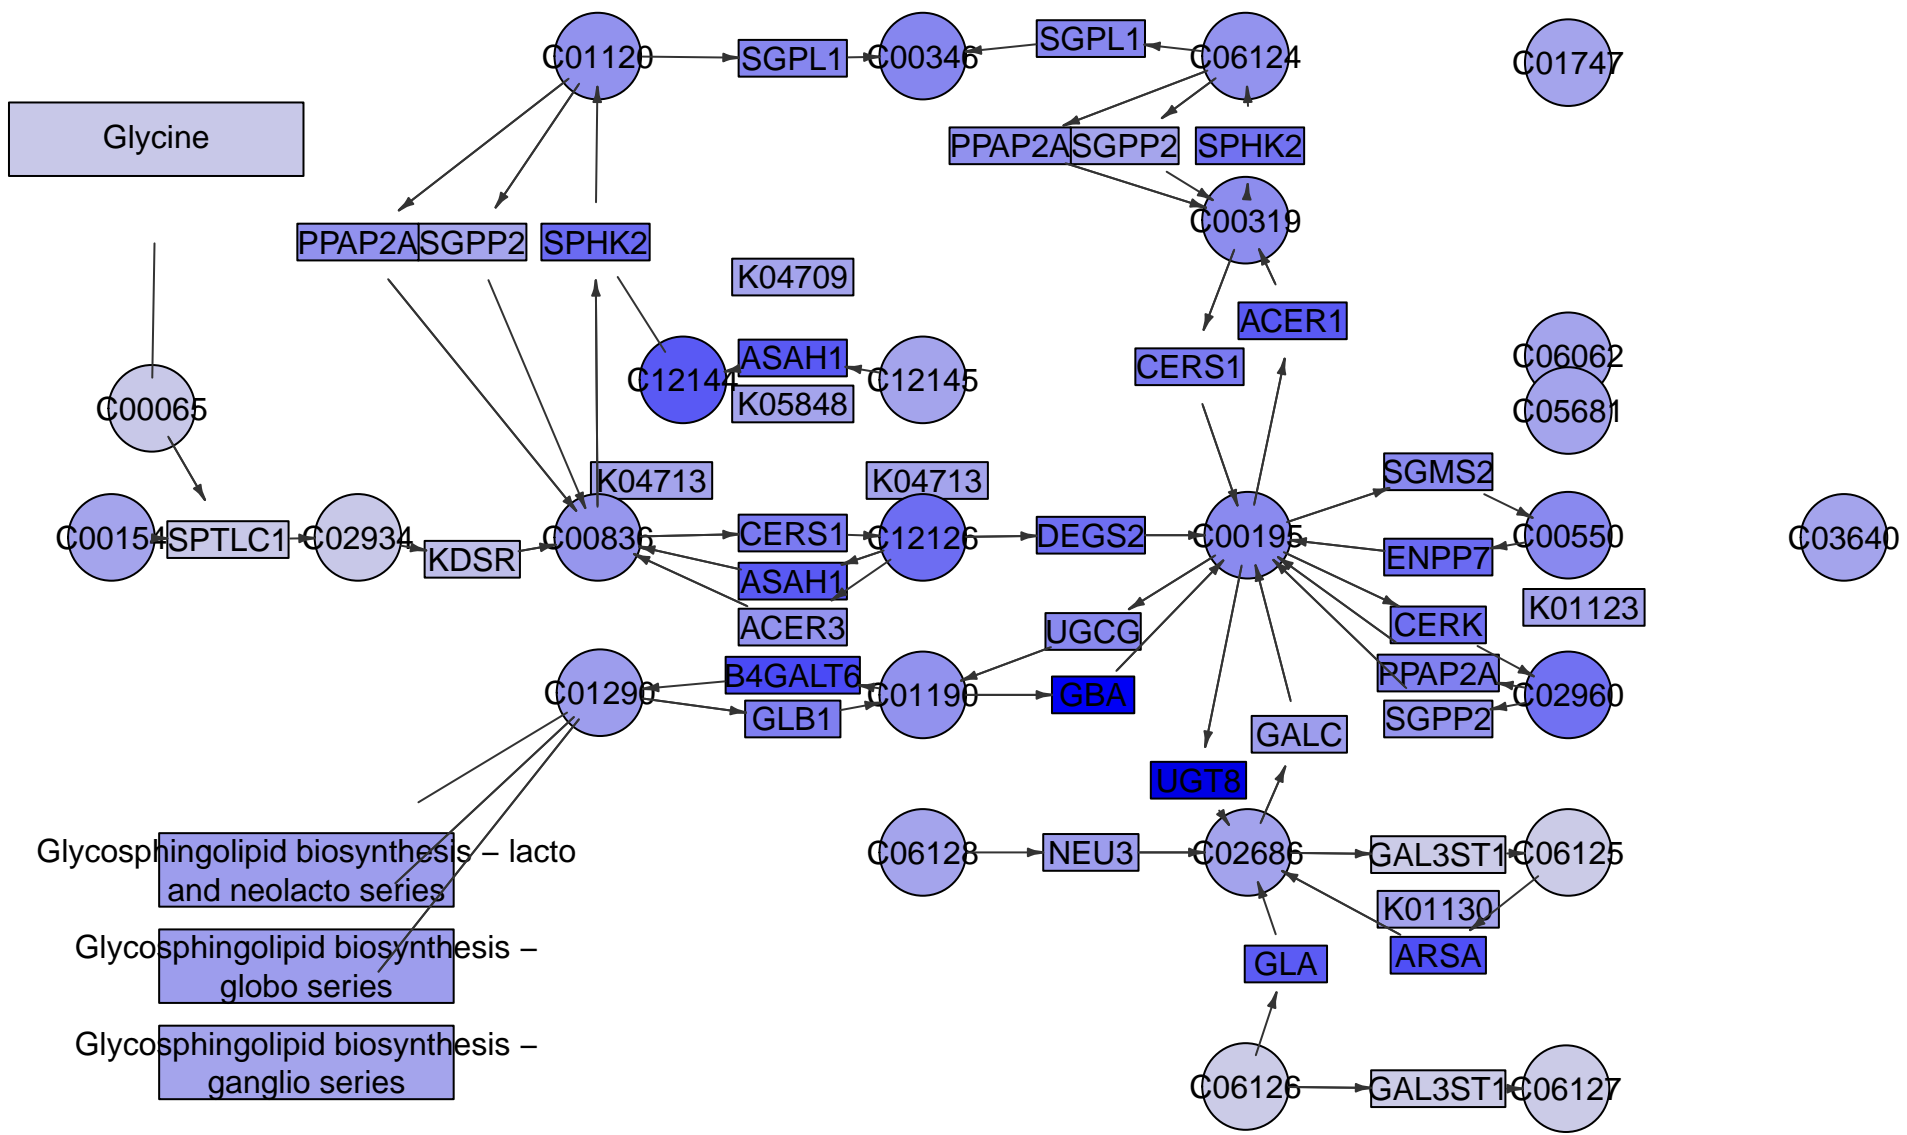 C01120
SGPL1
C00346
SGPL1
C06124
C01747
Glycine
PPAP2A
SGPP2
SPHK2
C00319
PPAP2A
SGPP2
SPHK2
K04709
ACER1
C06062
CERS1
ASAH1
C12144
C12145
K05848
C00065
C05681
SGMS2
K04713
K04713
C00154
SPTLC1
C02934
KDSR
C00836
CERS1
C12126
DEGS2
C00195
C00550
C03640
ENPP7
ASAH1
K01123
ACER3
UGCG
CERK
B4GALT6
PPAP2A
C01290
C01190
GBA
C02960
GLB1
SGPP2
GALC
UGT8
Glycosphingolipid biosynthesis – lacto
and neolacto series
C06128
NEU3
C02686
GAL3ST1
C06125
K01130
Glycosphingolipid biosynthesis –
globo series
GLA
ARSA
Glycosphingolipid biosynthesis –
ganglio series
C06126
GAL3ST1
C06127